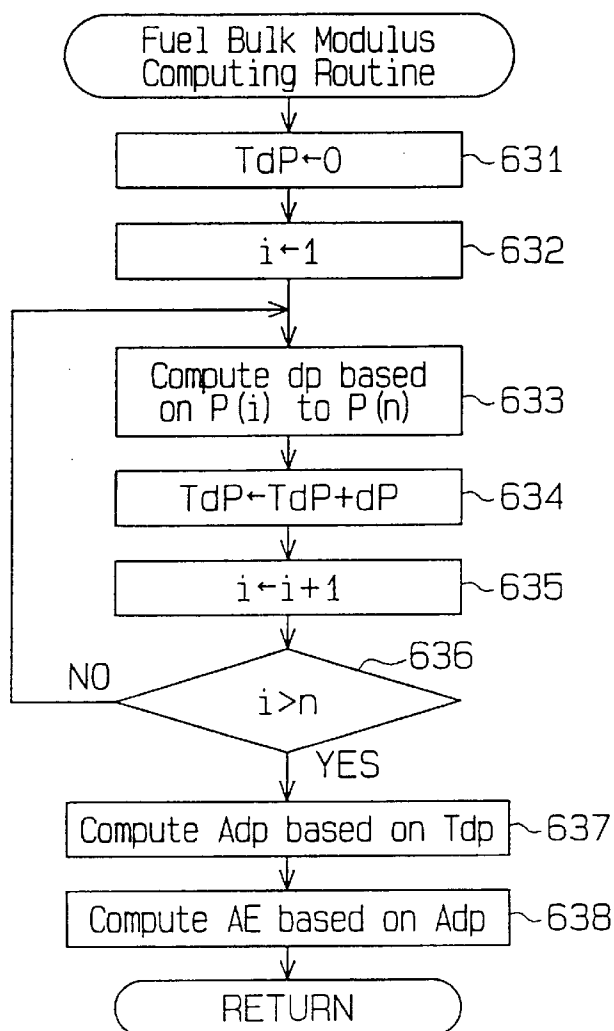 Fuel Bulk Modulus
Computing Routine
TdP←0
631
i←1
632
Compute dp based
on P(i) to P(n)
633
TdP←TdP+dP
634
i←i+1
635
636
NO
i>n
YES
Compute Adp based on Tdp
637
Compute AE based on Adp
638
RETURN